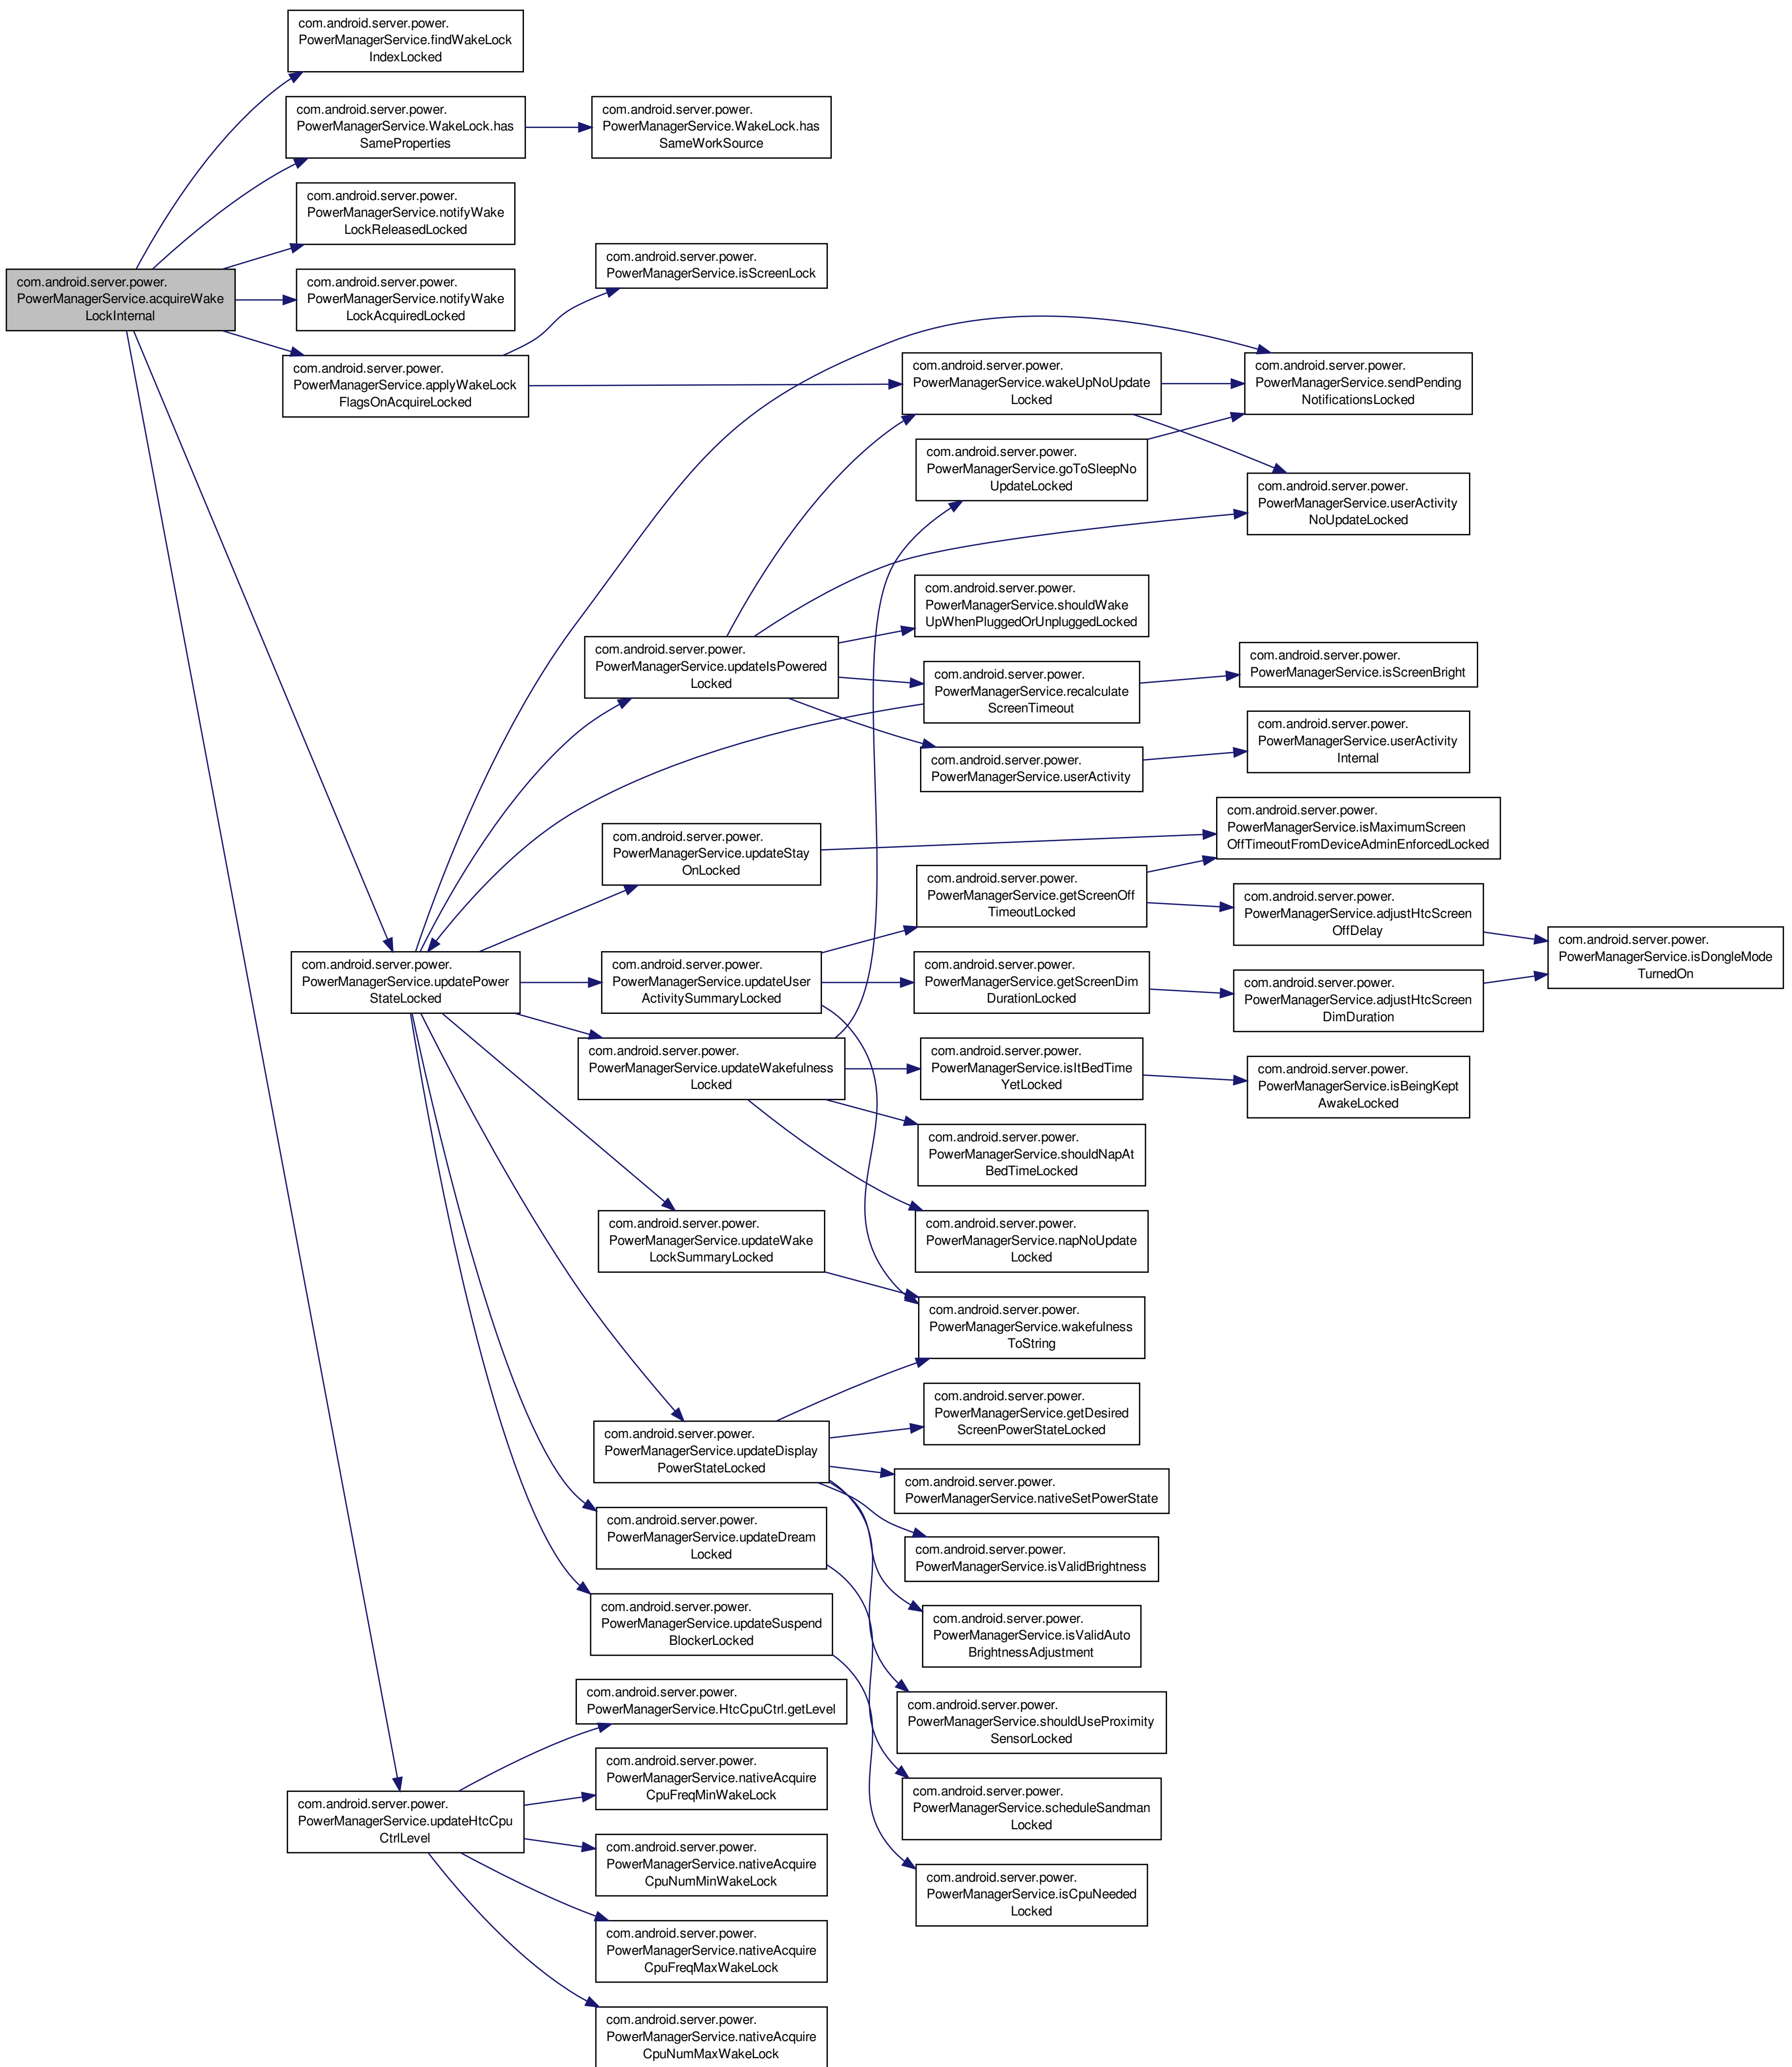 com.android.server.power.
PowerManagerService.findWakeLock
IndexLocked
com.android.server.power.
PowerManagerService.WakeLock.has
SameProperties
com.android.server.power.
PowerManagerService.WakeLock.has
SameWorkSource
com.android.server.power.
PowerManagerService.notifyWake
LockReleasedLocked
com.android.server.power.
PowerManagerService.isScreenLock
com.android.server.power.
PowerManagerService.acquireWake
LockInternal
com.android.server.power.
PowerManagerService.notifyWake
LockAcquiredLocked
com.android.server.power.
PowerManagerService.applyWakeLock
FlagsOnAcquireLocked
com.android.server.power.
PowerManagerService.wakeUpNoUpdate
Locked
com.android.server.power.
PowerManagerService.sendPending
NotificationsLocked
com.android.server.power.
PowerManagerService.goToSleepNo
UpdateLocked
com.android.server.power.
PowerManagerService.userActivity
NoUpdateLocked
com.android.server.power.
PowerManagerService.shouldWake
UpWhenPluggedOrUnpluggedLocked
com.android.server.power.
PowerManagerService.updateIsPowered
Locked
com.android.server.power.
PowerManagerService.recalculate
ScreenTimeout
com.android.server.power.
PowerManagerService.isScreenBright
com.android.server.power.
PowerManagerService.userActivity
Internal
com.android.server.power.
PowerManagerService.userActivity
com.android.server.power.
PowerManagerService.updateStay
OnLocked
com.android.server.power.
PowerManagerService.isMaximumScreen
OffTimeoutFromDeviceAdminEnforcedLocked
com.android.server.power.
PowerManagerService.getScreenOff
TimeoutLocked
com.android.server.power.
PowerManagerService.adjustHtcScreen
OffDelay
com.android.server.power.
PowerManagerService.isDongleMode
TurnedOn
com.android.server.power.
PowerManagerService.updatePower
StateLocked
com.android.server.power.
PowerManagerService.updateUser
ActivitySummaryLocked
com.android.server.power.
PowerManagerService.getScreenDim
DurationLocked
com.android.server.power.
PowerManagerService.adjustHtcScreen
DimDuration
com.android.server.power.
PowerManagerService.updateWakefulness
Locked
com.android.server.power.
PowerManagerService.isItBedTime
YetLocked
com.android.server.power.
PowerManagerService.isBeingKept
AwakeLocked
com.android.server.power.
PowerManagerService.shouldNapAt
BedTimeLocked
com.android.server.power.
PowerManagerService.updateWake
LockSummaryLocked
com.android.server.power.
PowerManagerService.napNoUpdate
Locked
com.android.server.power.
PowerManagerService.wakefulness
ToString
com.android.server.power.
PowerManagerService.getDesired
ScreenPowerStateLocked
com.android.server.power.
PowerManagerService.updateDisplay
PowerStateLocked
com.android.server.power.
PowerManagerService.nativeSetPowerState
com.android.server.power.
PowerManagerService.updateDream
Locked
com.android.server.power.
PowerManagerService.isValidBrightness
com.android.server.power.
PowerManagerService.updateSuspend
BlockerLocked
com.android.server.power.
PowerManagerService.isValidAuto
BrightnessAdjustment
com.android.server.power.
PowerManagerService.HtcCpuCtrl.getLevel
com.android.server.power.
PowerManagerService.shouldUseProximity
SensorLocked
com.android.server.power.
PowerManagerService.nativeAcquire
CpuFreqMinWakeLock
com.android.server.power.
PowerManagerService.scheduleSandman
Locked
com.android.server.power.
PowerManagerService.updateHtcCpu
CtrlLevel
com.android.server.power.
PowerManagerService.nativeAcquire
CpuNumMinWakeLock
com.android.server.power.
PowerManagerService.isCpuNeeded
Locked
com.android.server.power.
PowerManagerService.nativeAcquire
CpuFreqMaxWakeLock
com.android.server.power.
PowerManagerService.nativeAcquire
CpuNumMaxWakeLock